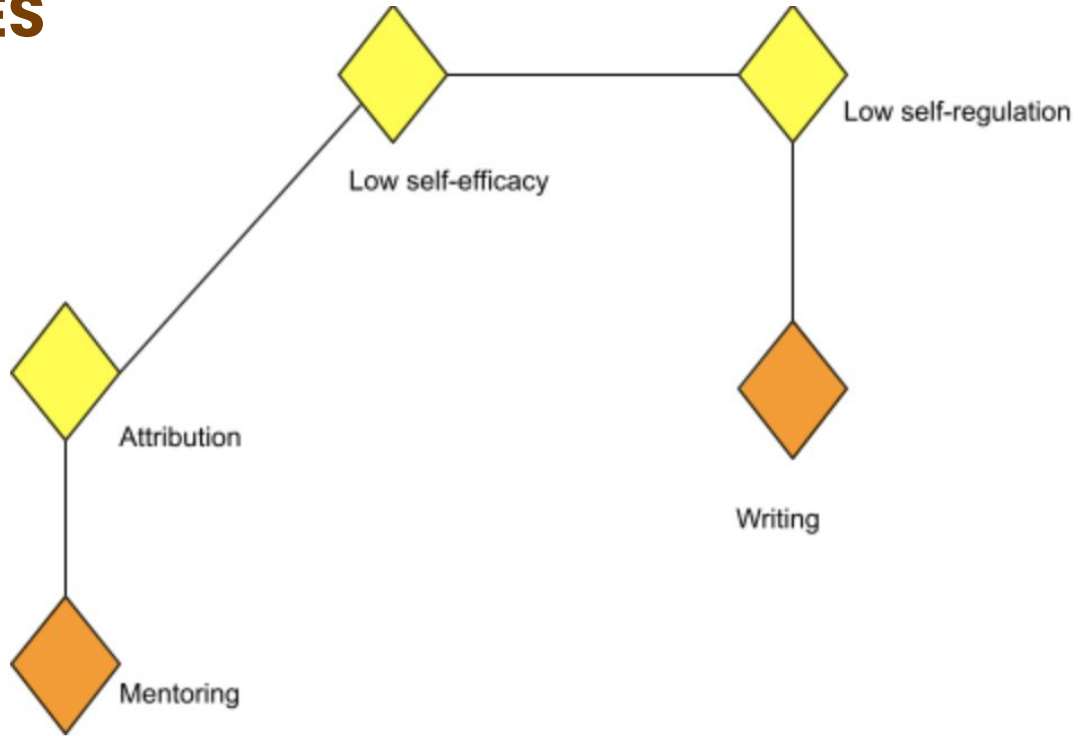 ES
Low self-regulation
Low self-efficacy
Attribution
Writing
Mentoring